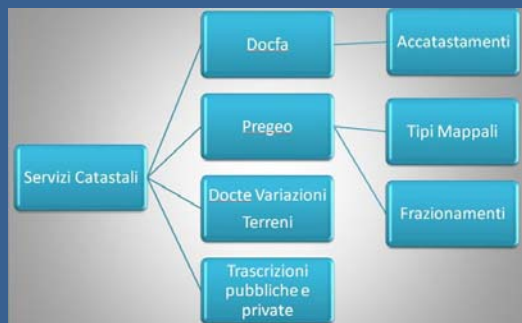 Docfa
Accatastamenti
Pregeo
Tipi Mappali
Servizi Catastali
Docte Variazioni
Terreni
Frazionamenti
Trascrizioni
pubbliche e
private